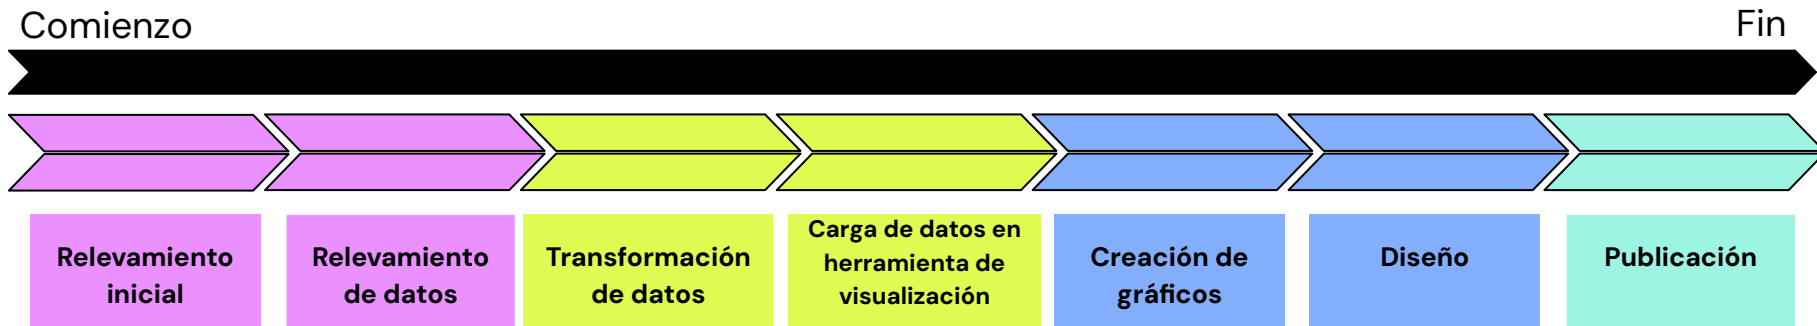 Comienzo
Fin
Relevamiento
inicial
Relevamiento
de datos
Transformación
de datos
Carga de datos en
herramienta de
visualización
Creación de
gráficos
Diseño
Publicación